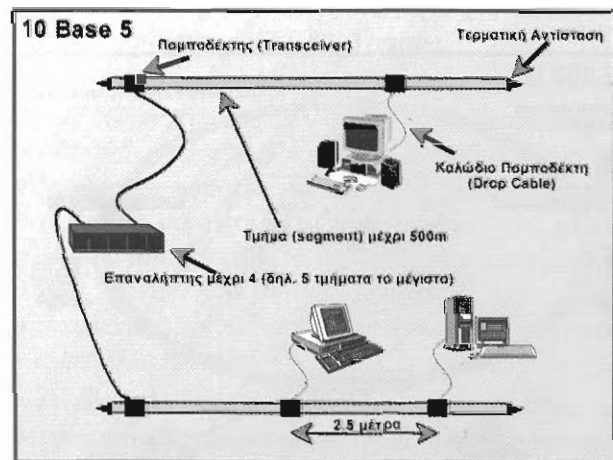 10 Base 5
Πομποδέκτης (Transceiver)
Τερματική Αντίσταση
Καλώδιο Πομποδέκτη
(Drop Cable)
Τμήμα (segment) μέχρι 500m
Επαναλήπτης μέχρι 4 (δηλ. 5 τμήματα το μέγιστο)
2.5 μέτρα